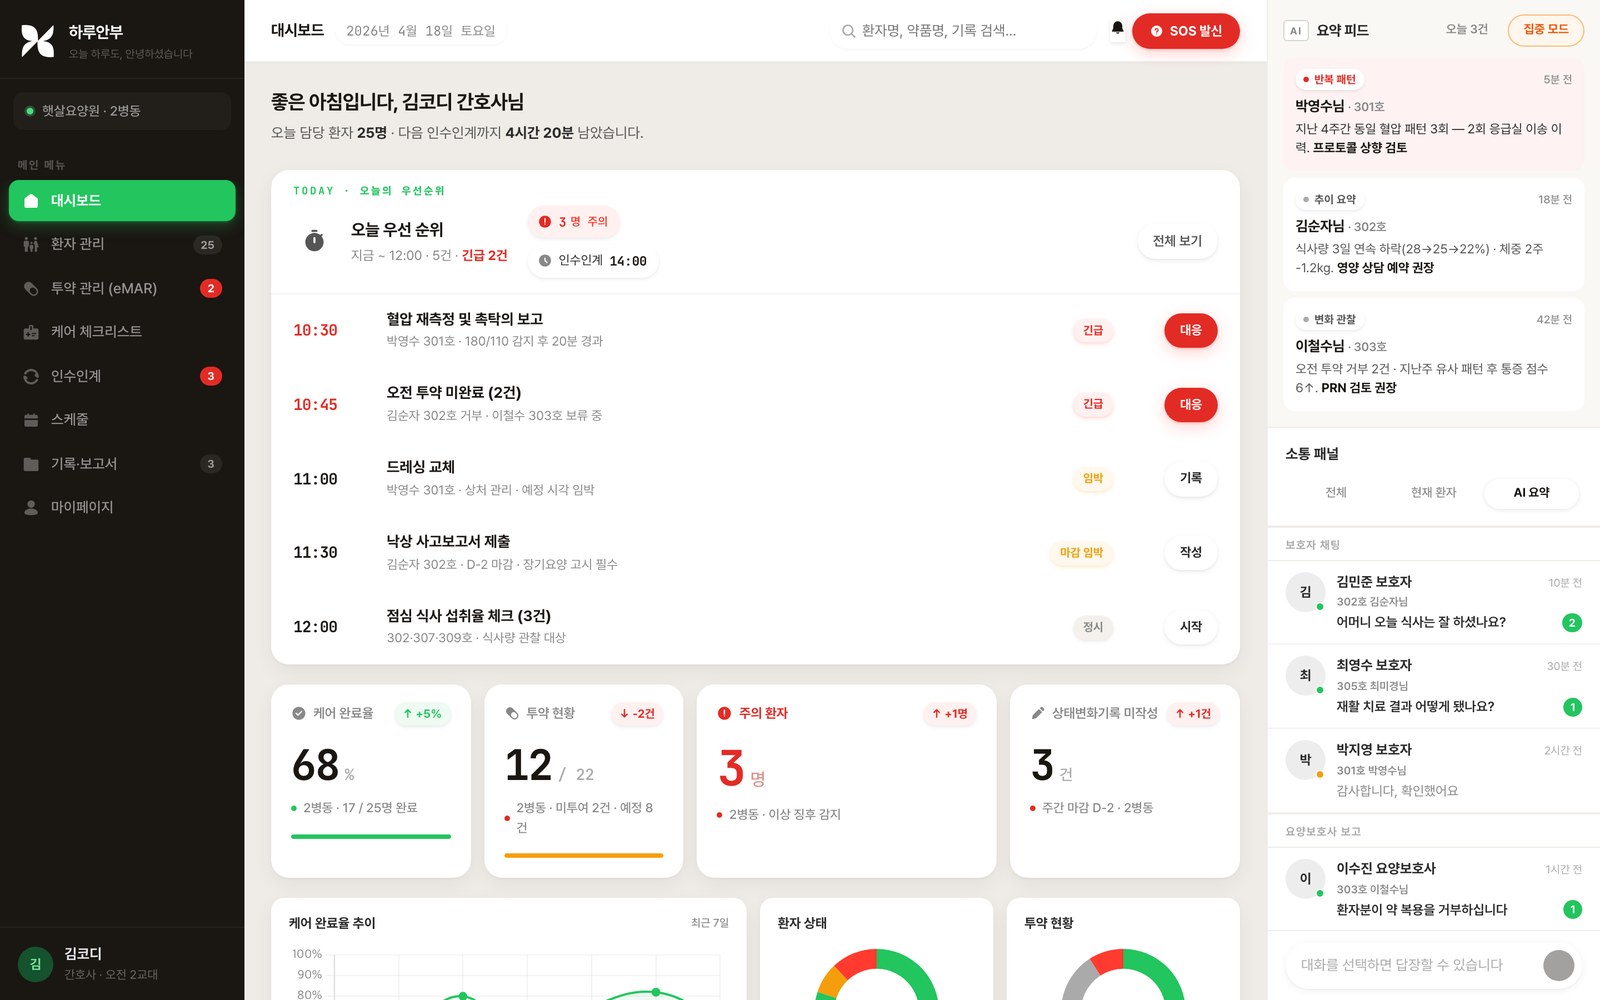 하루안부
오늘 하루도, 안녕하셨습니다
햇살요양원 · 2병동
메인 메뉴
대시보드
환자 관리 25
투약 관리 (eMAR) 2
케어 체크리스트
인수인계 3
스케줄
기록·보고서 3
마이페이지
김
김코디
간호사 · 오전 2교대
대시보드
2026년 4월 18일 토요일
환자명, 약품명, 기록 검색...
SOS 발신
좋은 아침입니다, 김코디 간호사님
오늘 담당 환자 25명 · 다음 인수인계까지 4시간 20분 남았습니다.
TODAY · 오늘의 우선순위
오늘 우선 순위
지금 ~ 12:00 · 5건 · 긴급 2건
3 명 주의
인수인계 14:00
전체 보기
10:30
혈압 재측정 및 촉탁의 보고
박영수 301호 · 180/110 감지 후 20분 경과
긴급
대응
10:45
오전 투약 미완료 (2건)
김순자 302호 거부 · 이철수 303호 보류 중
긴급
대응
11:00
드레싱 교체
박영수 301호 · 상처 관리 · 예정 시각 임박
임박
기록
11:30
낙상 사고보고서 제출
김순자 302호 · D-2 마감 · 장기요양 고시 필수
마감 임박
작성
12:00
점심 식사 섭취율 체크 (3건)
302·307·309호 · 식사량 관찰 대상
정시
시작
케어 완료율
↑ +5%
68 %
2병동 · 17 / 25명 완료
투약 현황
↓ -2건
12 / 22
2병동 · 미투여 2건 · 예정 8
건
주의 환자
↑ +1명
3 명
2병동 · 이상 징후 감지
상태변화기록 미작성
↑ +1건
3 건
주간 마감 D-2 · 2병동
케어 완료율 추이
최근 7일
100%
90%
80%
환자 상태
투약 현황
AI 요약 피드
오늘 3건
집중 모드
반복 패턴
5분 전
박영수님 · 301호
지난 4주간 동일 혈압 패턴 3회 — 2회 응급실 이송 이
력. 프로토콜 상향 검토
추이 요약
18분 전
김순자님 · 302호
식사량 3일 연속 하락(28→25→22%) · 체중 2주
-1.2kg. 영양 상담 예약 권장
변화 관찰
42분 전
이철수님 · 303호
오전 투약 거부 2건 · 지난주 유사 패턴 후 통증 점수
6↑. PRN 검토 권장
소통 패널
전체
현재 환자
AI 요약
보호자 채팅
김
김민준 보호자
10분 전
302호 김순자님
어머니 오늘 식사는 잘 하셨나요?
2
최
최영수 보호자
30분 전
305호 최미경님
재활 치료 결과 어떻게 됐나요?
1
박
박지영 보호자
2시간 전
301호 박영수님
감사합니다, 확인했어요
요양보호사 보고
이
이수진 요양보호사
1시간 전
303호 이철수님
환자분이 약 복용을 거부하십니다
1
대화를 선택하면 답장할 수 있습니다